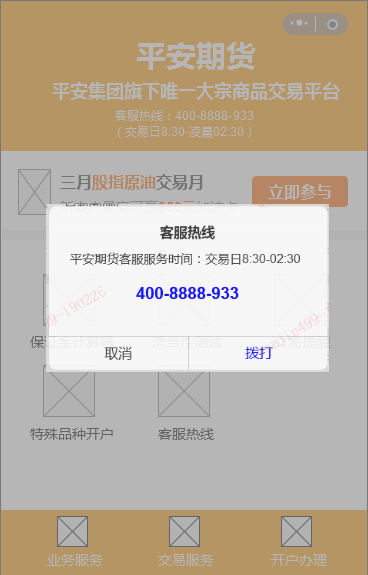 平安期货
平安集团旗下唯一大宗商品交易平台
客服热线：400-8888-933
（ 交易日8:30-凌晨02:30 ）
三月股指原油交易月
立即参与
客服热线
平安期货客服服务时间：交易日8:30-02:30
400-8888-933
取消
拨打
特殊品种开户
客服热线
业务服务
交易服务
开户办理